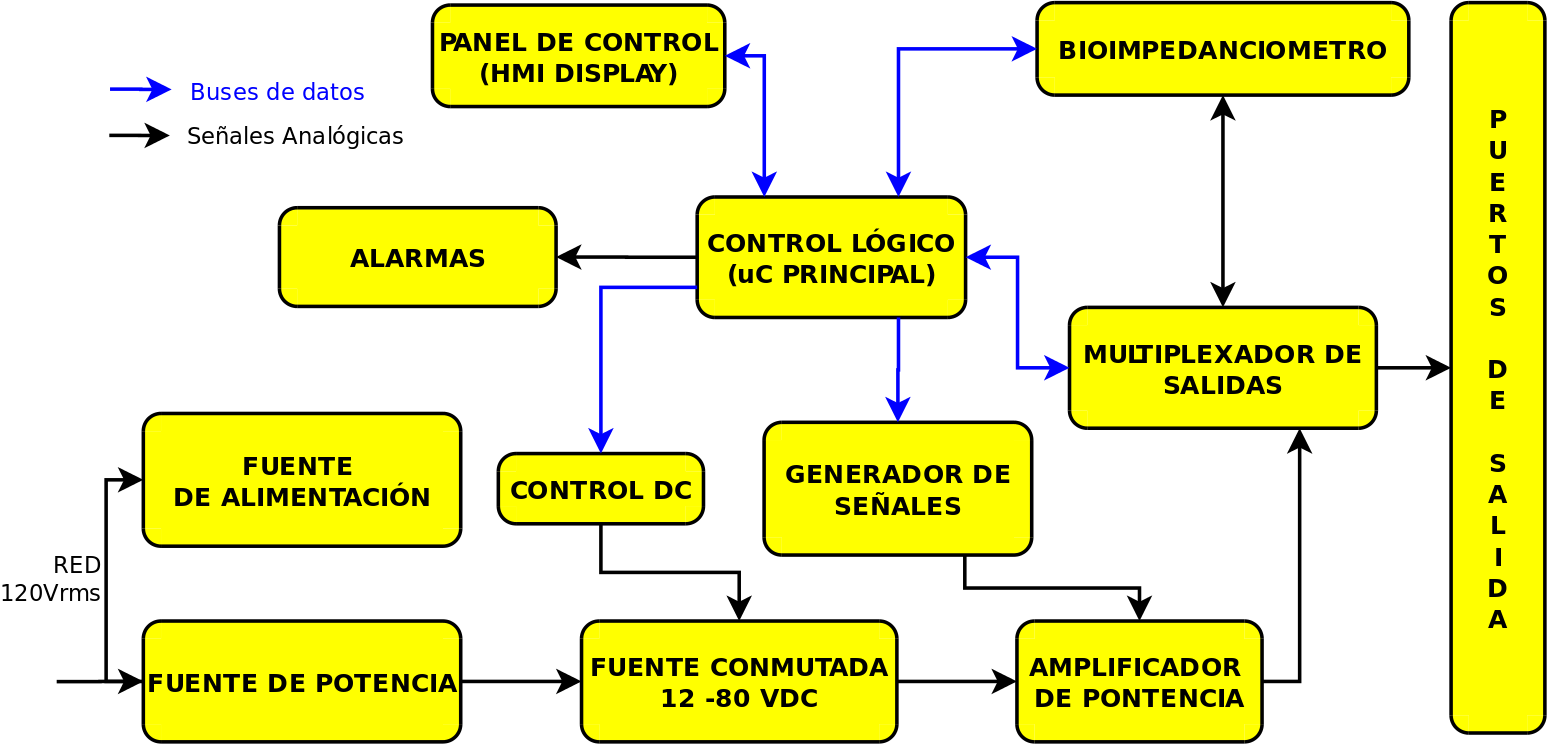 PANEL DE CONTROL
(HMI DISPLAY)
BIOIMPEDANCIOMETRO
Buses de datos
Señales Analógicas
P
U
E
R
T
O
S
D
E
S
A
L
I
D
A
ALARMAS
CONTROL LÓGICO
(uC PRINCIPAL)
MULTIPLEXADOR DE
SALIDAS
FUENTE
DE ALIMENTACIÓN
CONTROL DC
GENERADOR DE
SEÑALES
RED
120Vrms
FUENTE DE POTENCIA
FUENTE CONMUTADA
12 -80 VDC
AMPLIFICADOR
DE PONTENCIA